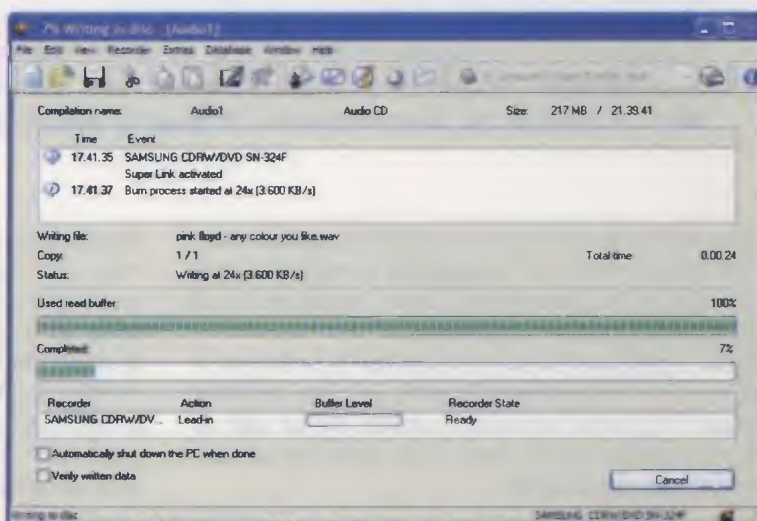 7% Writing to disc - [Audio1]
File Edit View Recorder Extras Database Window Help
Compilation name: Audio1 Audio CD Size: 217 MB / 21.39.41
Time Event
17.41.35 SAMSUNG CDRW/DVD SN-324F
Super Link activated
17.41.37 Burn process started at 24x (3.600 KB/s)
Writing file: pink floyd - any colour you like.wav
Copy: 1 / 1 Total time: 0.00.24
Status: Writing at 24x (3.600 KB/s)
Used read buffer: 100%
Completed: 7%
Recorder Action Buffer Level Recorder State
SAMSUNG CDRW/DV... Lead-in Ready
Automatically shut down the PC when done
Verify written data
Cancel
Writing to disc SAMSUNG CDRW/DVD SN-324F